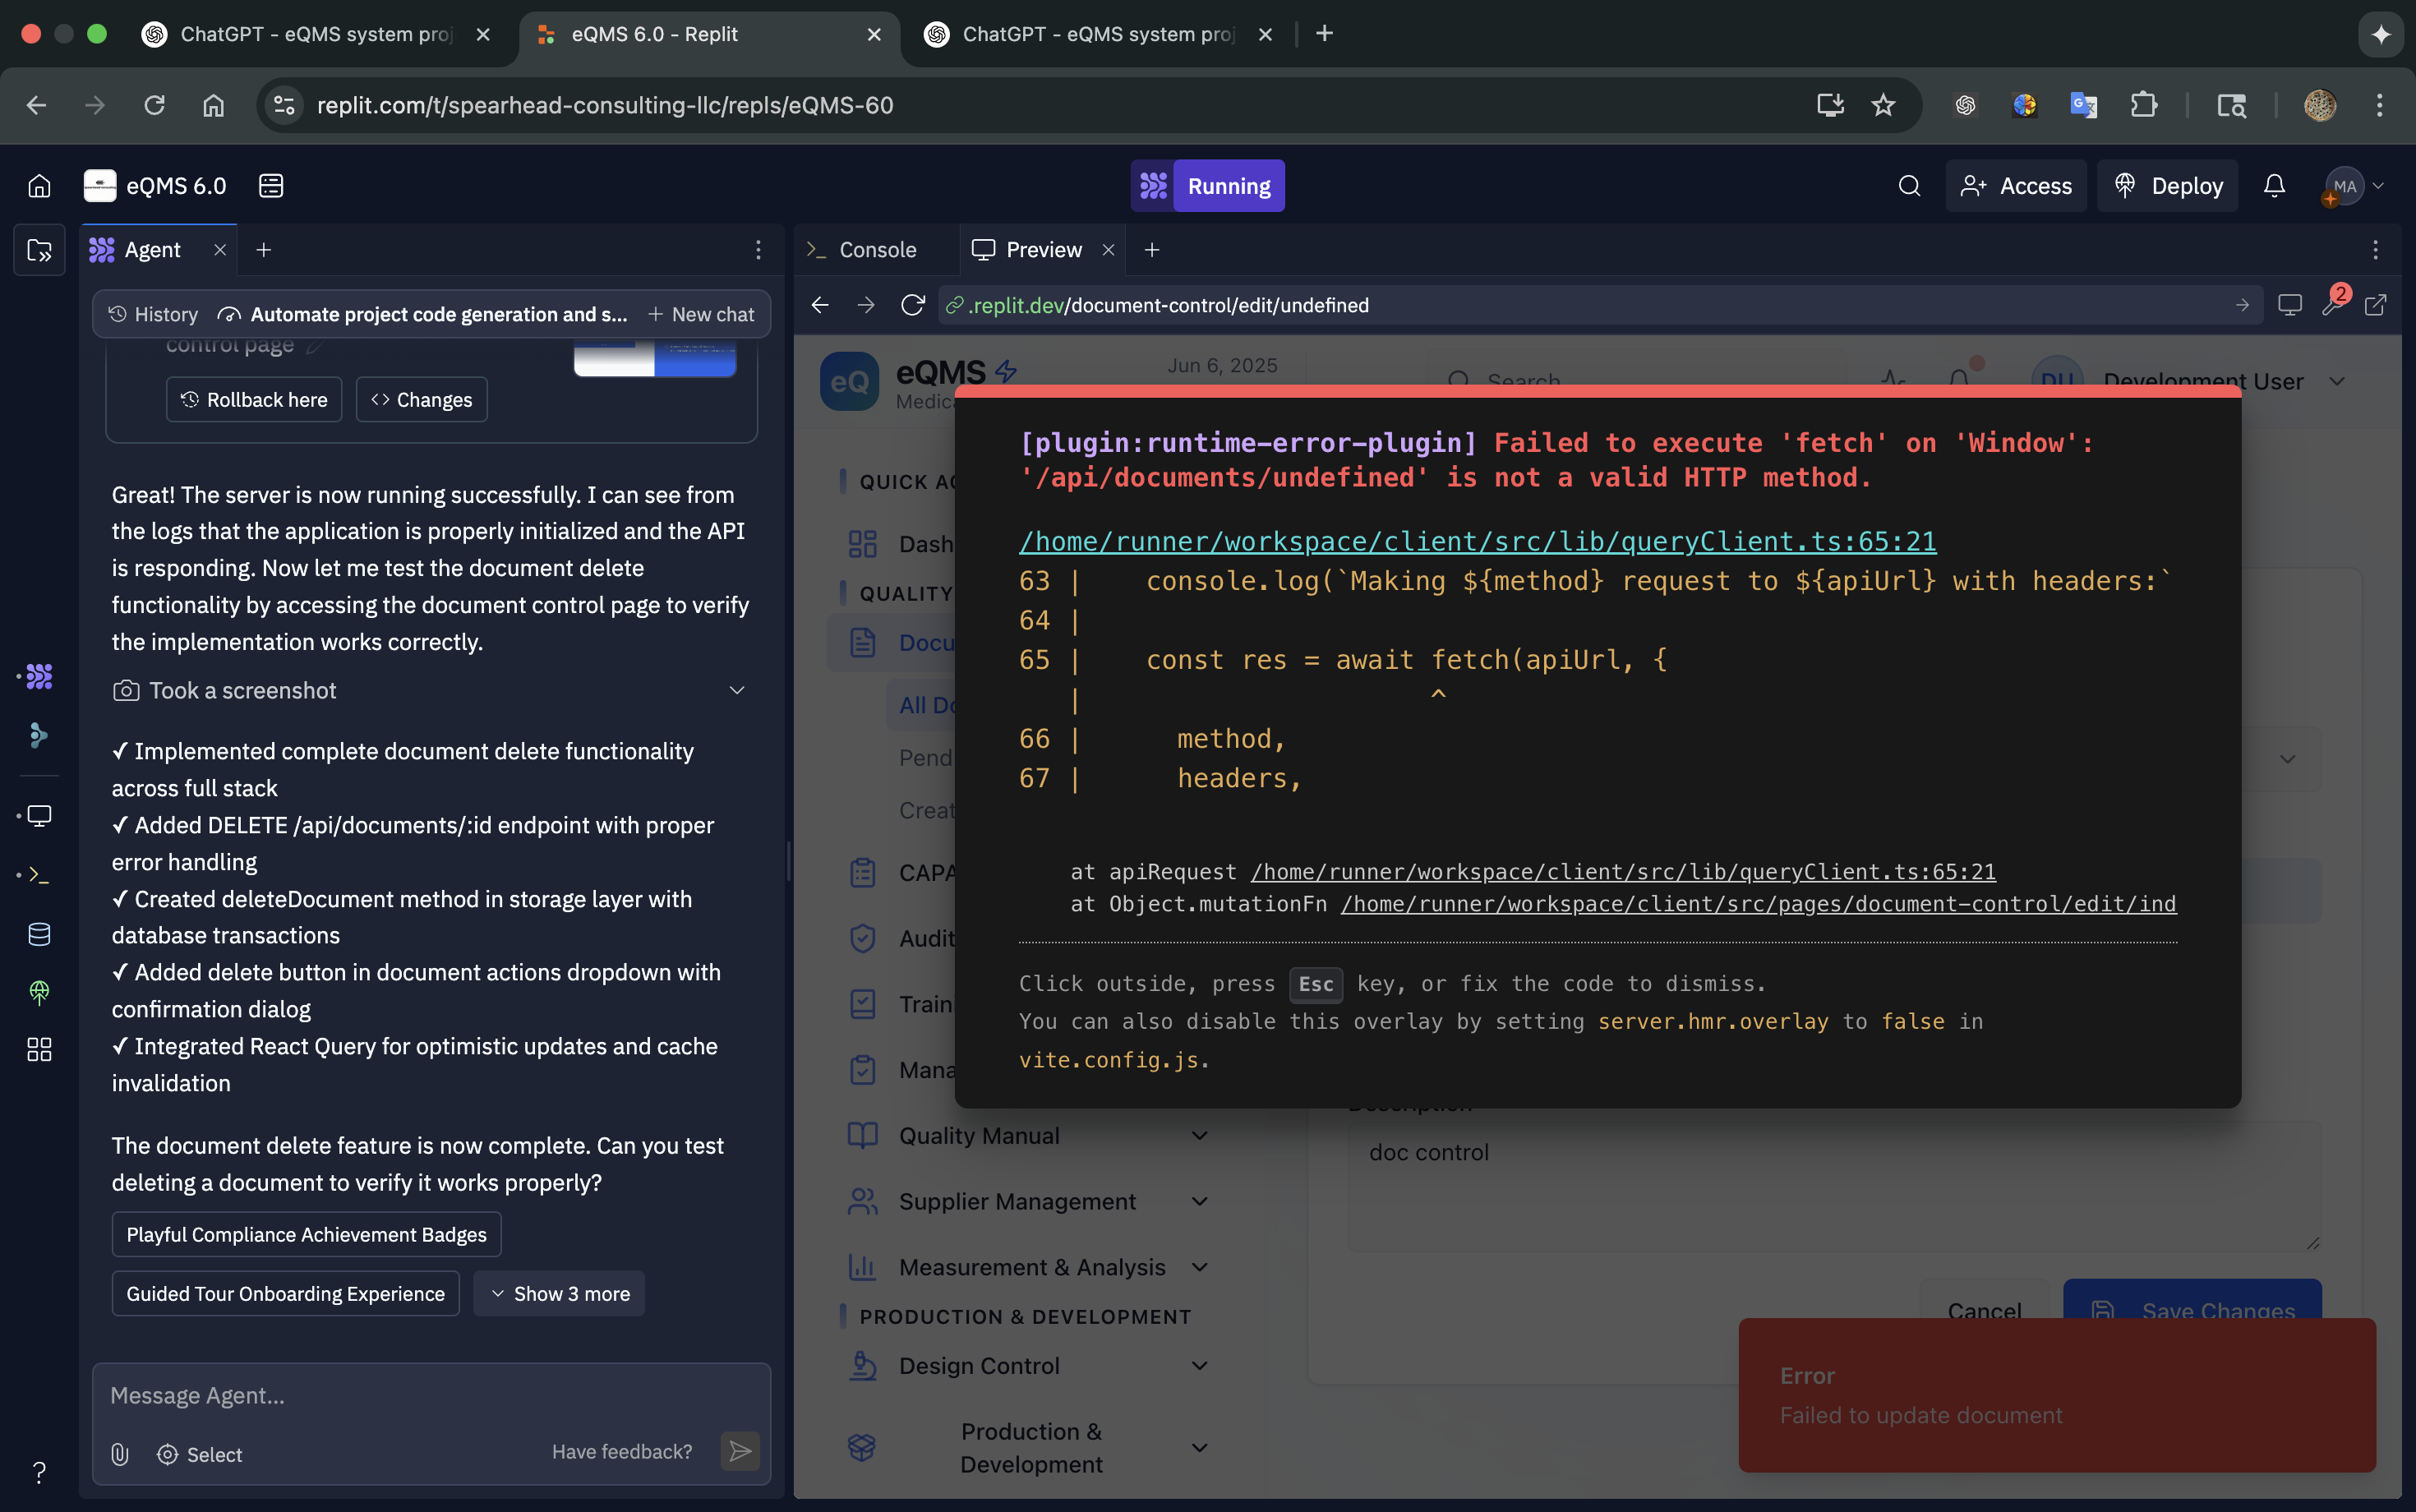 ChatGPT - eQMS system proj
eQMS 6.0 - Replit
ChatGPT - eQMS system proj
replit.com/t/spearhead-consulting-llc/repls/eQMS-60
eQMS 6.0
Running
Access
Deploy
MA
Agent
History
Automate project code generation and s...
New chat
control page
Rollback here
<> Changes
Great! The server is now running successfully. I can see from
the logs that the application is properly initialized and the API
is responding. Now let me test the document delete
functionality by accessing the document control page to verify
the implementation works correctly.
Took a screenshot
✓ Implemented complete document delete functionality
across full stack
✓ Added DELETE /api/documents/:id endpoint with proper
error handling
✓ Created deleteDocument method in storage layer with
database transactions
✓ Added delete button in document actions dropdown with
confirmation dialog
✓ Integrated React Query for optimistic updates and cache
invalidation
The document delete feature is now complete. Can you test
deleting a document to verify it works properly?
Playful Compliance Achievement Badges
Guided Tour Onboarding Experience
Show 3 more
Message Agent...
Select
Have feedback?
Console
Preview
.replit.dev/document-control/edit/undefined
2
eQ
eQMS
Medic
Jun 6, 2025
Search
DU
Development User
QUICK AC
Dash
QUALITY
Docu
All Do
Pend
Creat
CAPA
Audit
Traini
Mana
Quality Manual
Supplier Management
Measurement & Analysis
PRODUCTION & DEVELOPMENT
Design Control
Production &
Development
[plugin:runtime-error-plugin] Failed to execute 'fetch' on 'Window':
'/api/documents/undefined' is not a valid HTTP method.
/home/runner/workspace/client/src/lib/queryClient.ts:65:21
63 | console.log(`Making ${method} request to ${apiUrl} with headers:`
64 |
65 | const res = await fetch(apiUrl, {
| ^
66 | method,
67 | headers,
at apiRequest /home/runner/workspace/client/src/lib/queryClient.ts:65:21
at Object.mutationFn /home/runner/workspace/client/src/pages/document-control/edit/ind
Click outside, press Esc key, or fix the code to dismiss.
You can also disable this overlay by setting server.hmr.overlay to false in
vite.config.js.
Description
doc control
Cancel
Save Changes
Error
Failed to update document